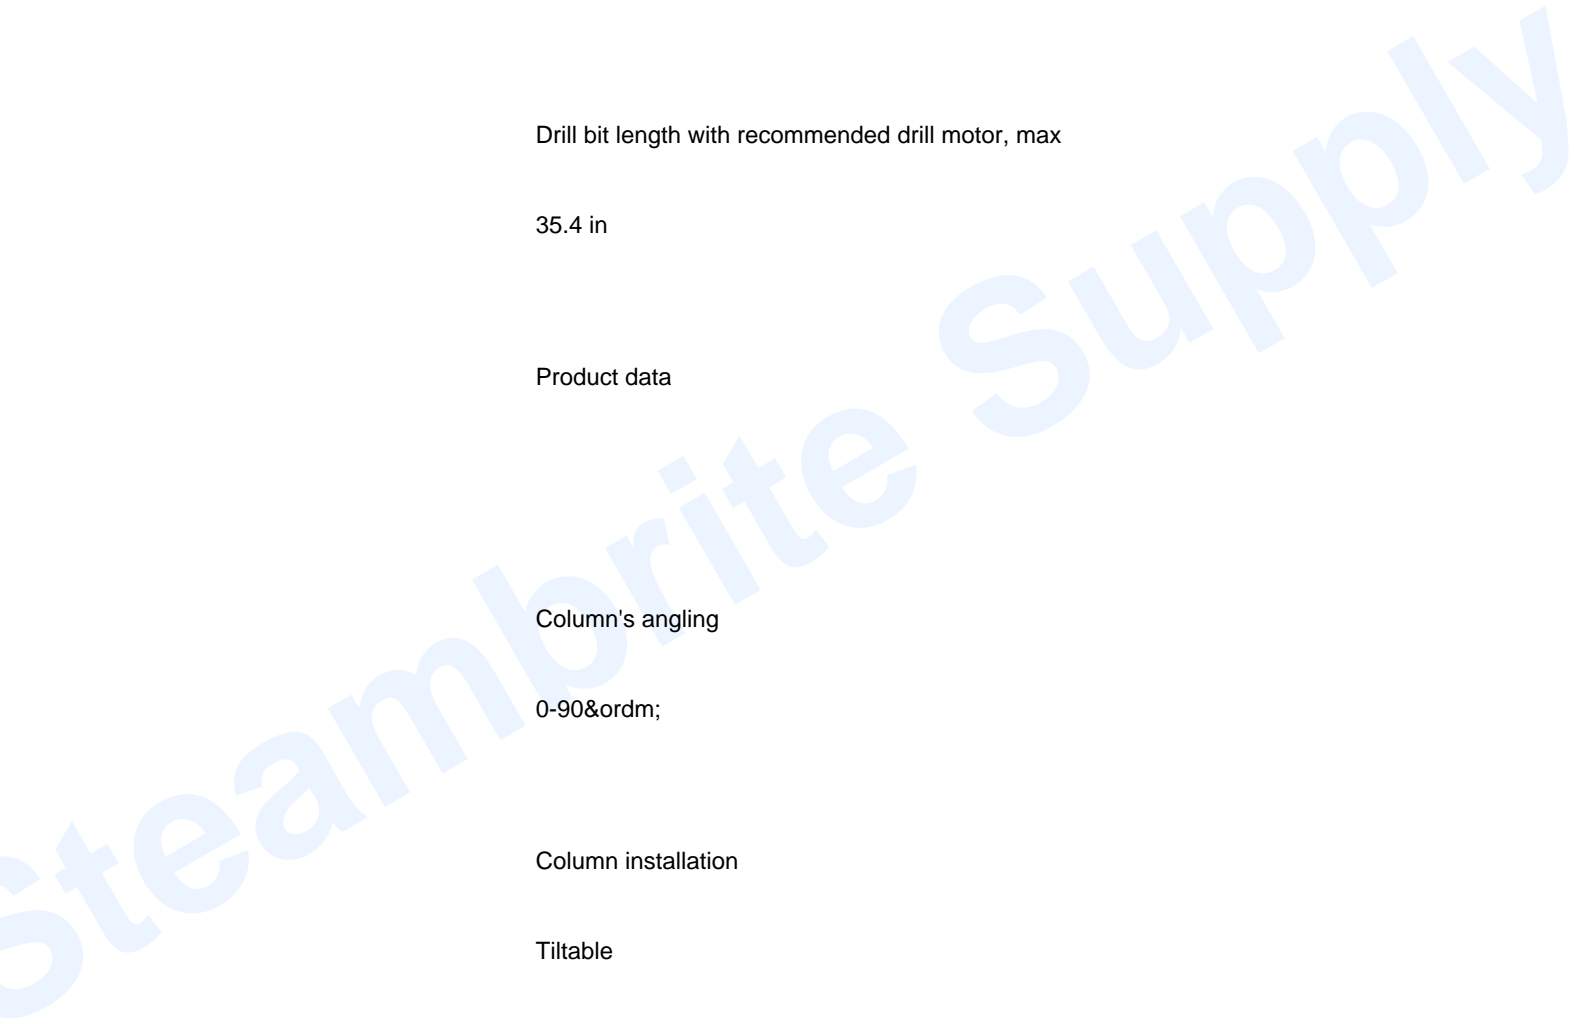 Drill bit length with recommended drill motor, max
35.4 in
Product data
Column's angling
0-90&ordm;
Column installation
Tiltable
Steambrite Supply